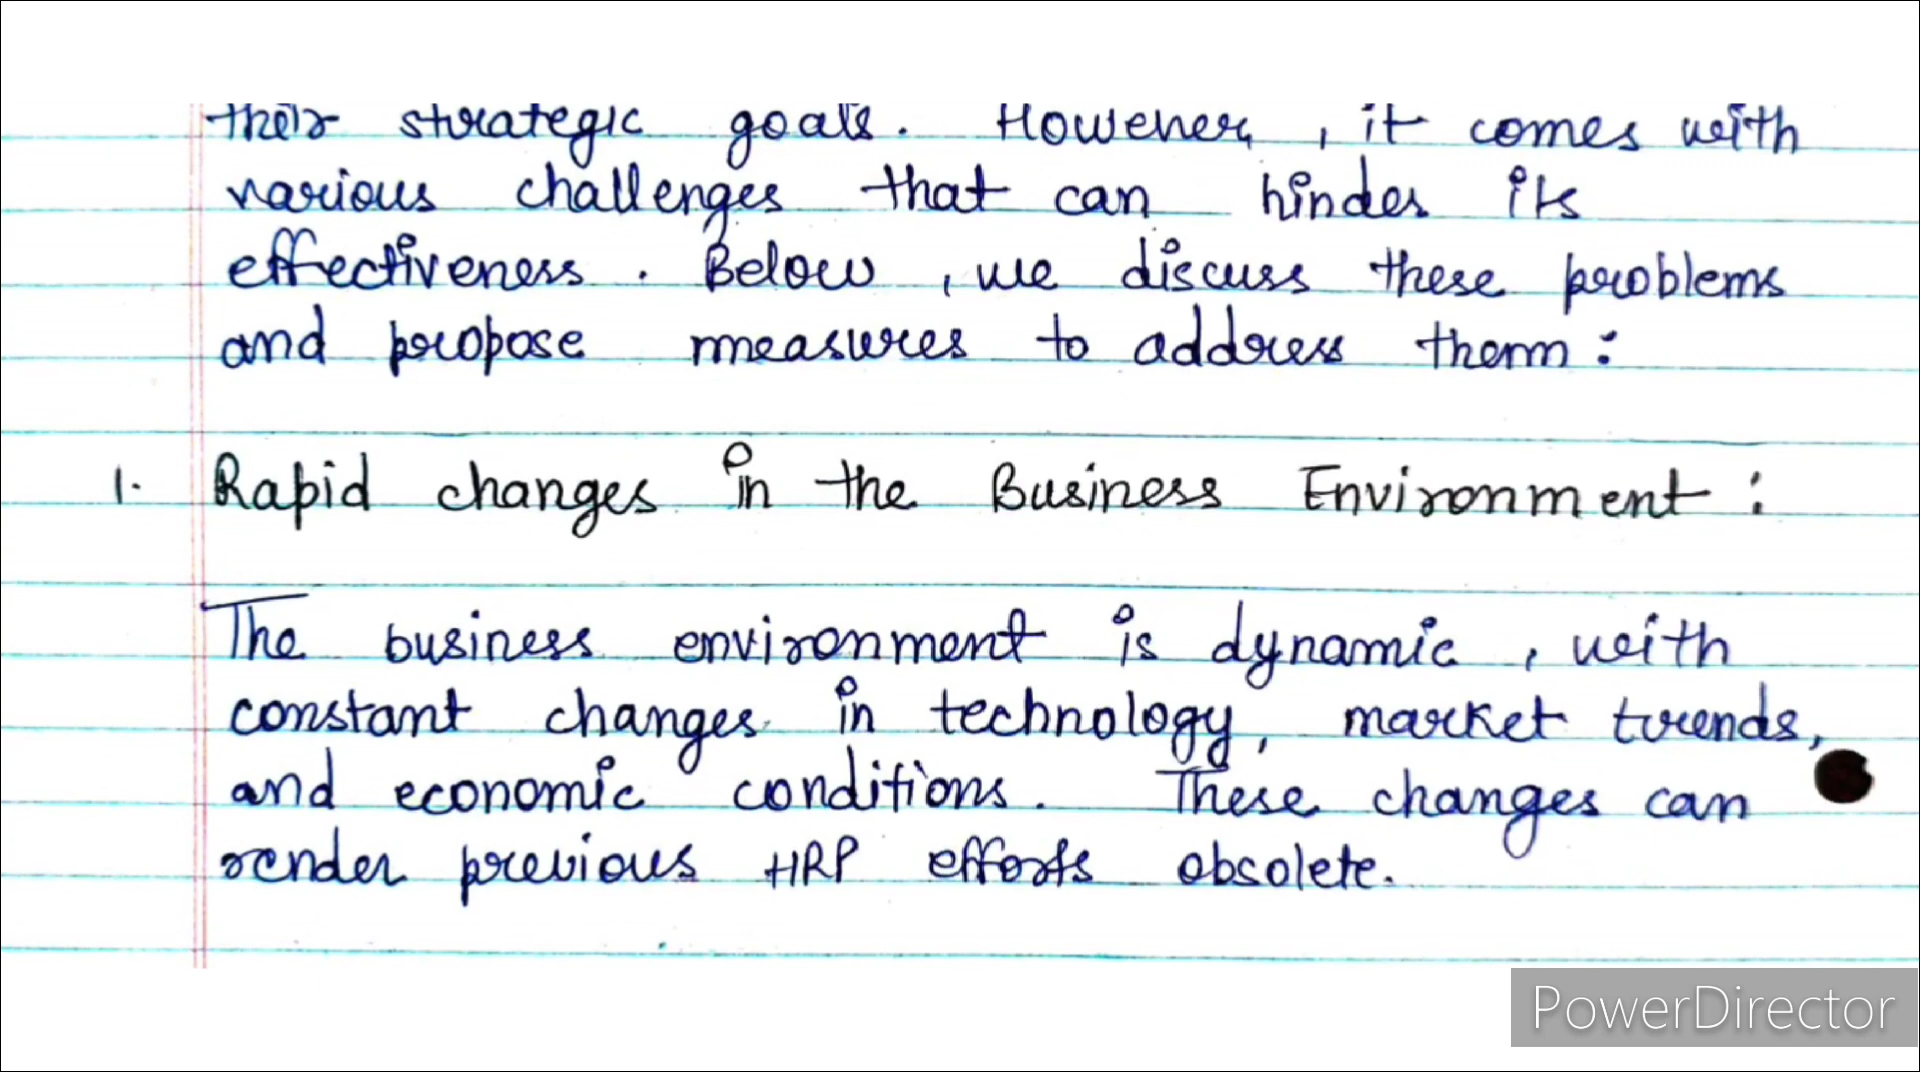 their strategic goals. However, it comes with
various challenges that can hinder its
effectiveness. Below, we discuss these problems
and propose measures to address them:
1. Rapid changes in the Business Environment:
The business environment is dynamic, with
constant changes in technology, market trends,
and economic conditions. These changes can
render previous HRP efforts obsolete.
PowerDirector